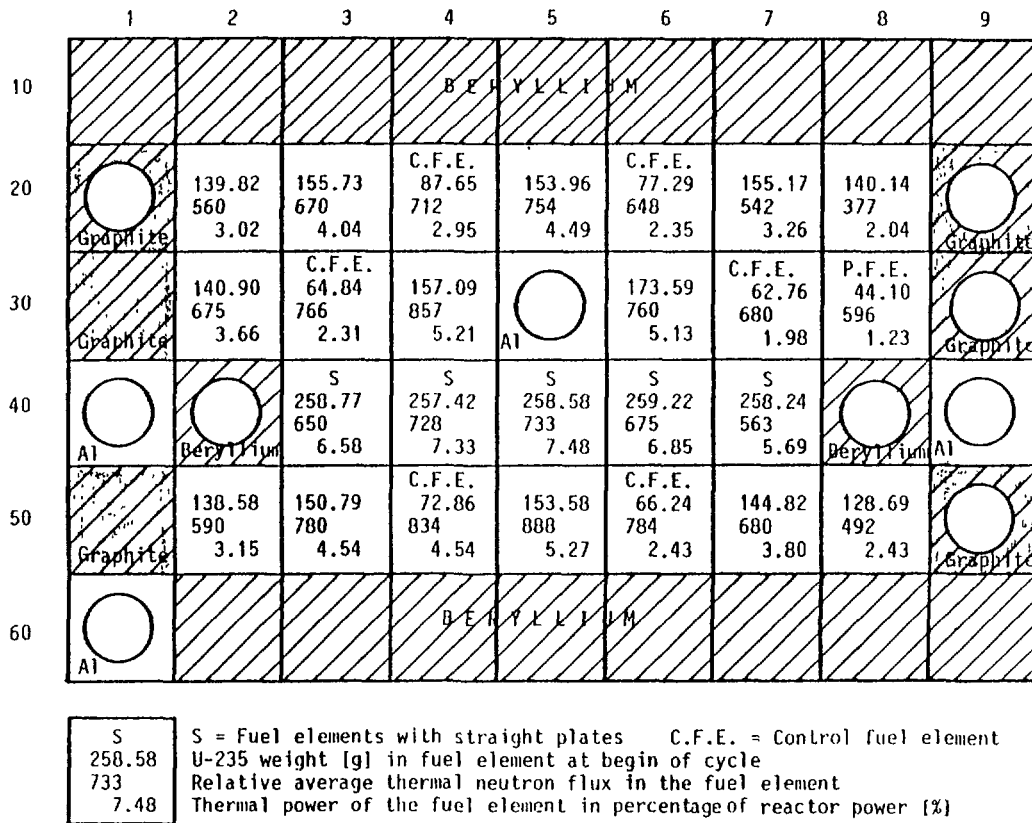 1 2 3 4 5 6 7 8 9
10 BERYLLIUM
C.F.E. C.F.E.
20 139.82 155.73 87.65 153.96 77.29 155.17 140.14
560 670 712 754 648 542 377
3.02 4.04 2.95 4.49 2.35 3.26 2.04
Graphite Graphite
C.F.E. C.F.E. P.F.E.
30 140.90 64.84 157.09 173.59 62.76 44.10
675 766 857 760 680 596
3.66 2.31 5.21 5.13 1.98 1.23
Graphite Al Graphite
S S S S S
40 258.77 257.42 258.58 259.22 258.24
650 728 733 675 563
6.58 7.33 7.48 6.85 5.69
Al Beryllium Beryllium Al
C.F.E. C.F.E.
50 138.58 150.79 72.86 153.58 66.24 144.82 128.69
590 780 834 888 784 680 492
3.15 4.54 4.54 5.27 2.43 3.80 2.43
Graphite Graphite
60 BERYLLIUM
Al
S S = Fuel elements with straight plates C.F.E. = Control fuel element
258.58 U-235 weight [g] in fuel element at begin of cycle
733 Relative average thermal neutron flux in the fuel element
7.48 Thermal power of the fuel element in percentage of reactor power [%]